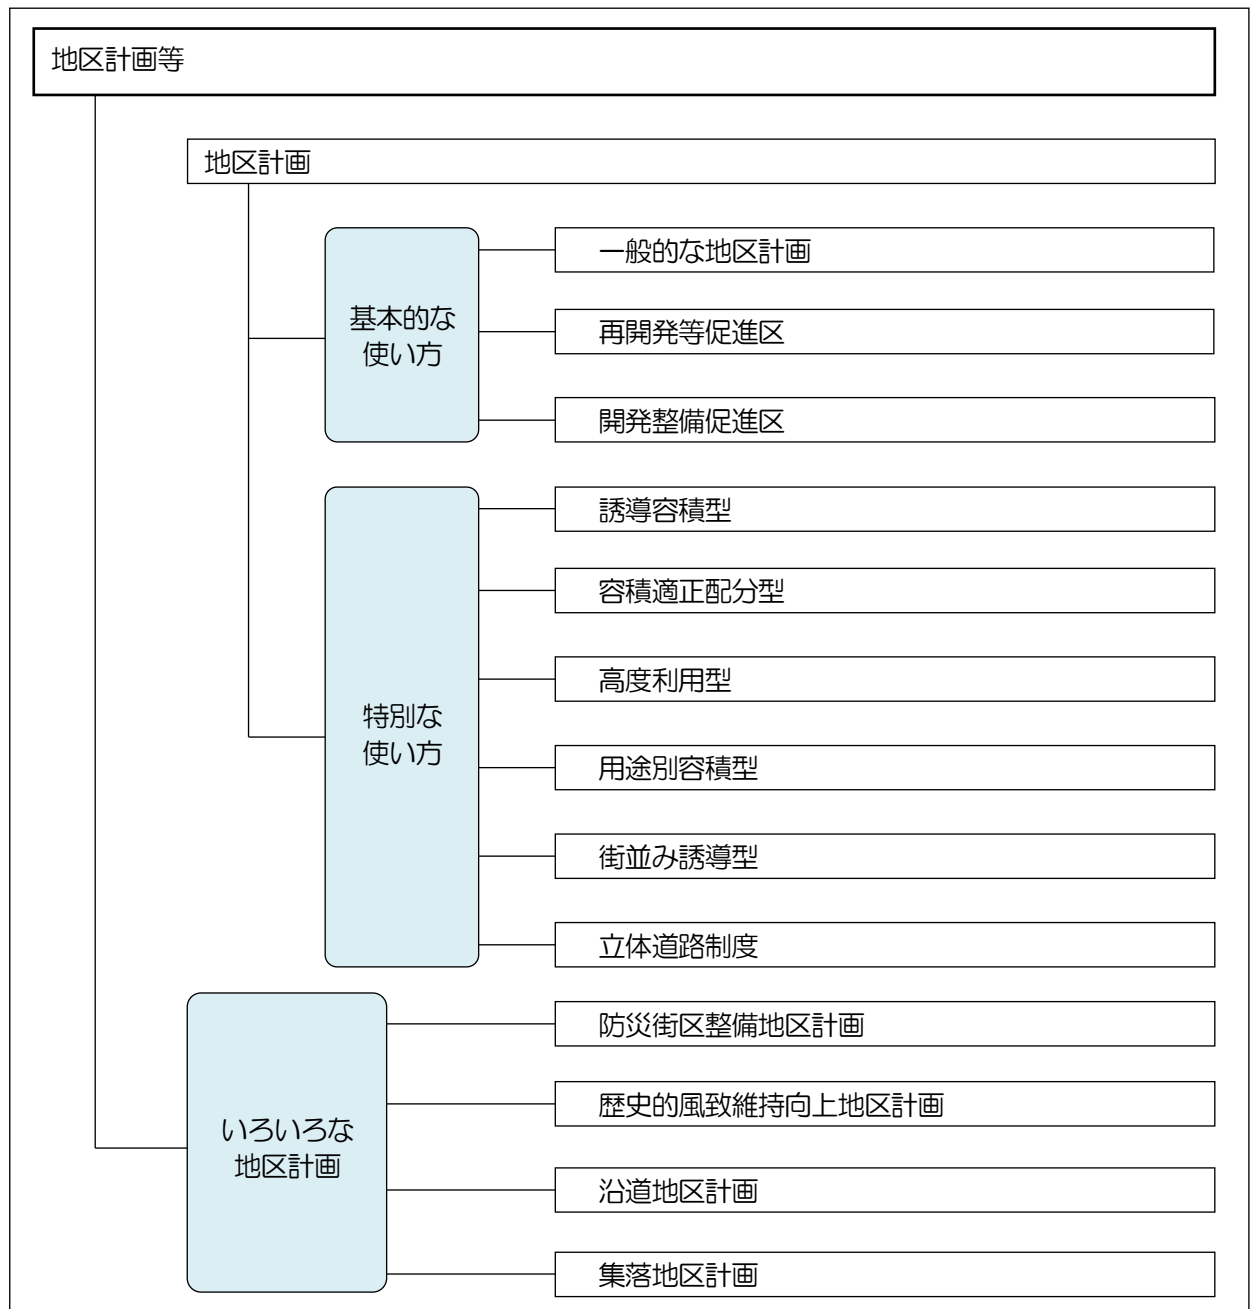 地区計画等
地区計画
基本的な
使い方
一般的な地区計画
再開発等促進区
開発整備促進区
特別な
使い方
誘導容積型
容積適正配分型
高度利用型
用途別容積型
街並み誘導型
立体道路制度
いろいろな
地区計画
防災街区整備地区計画
歴史的風致維持向上地区計画
沿道地区計画
集落地区計画